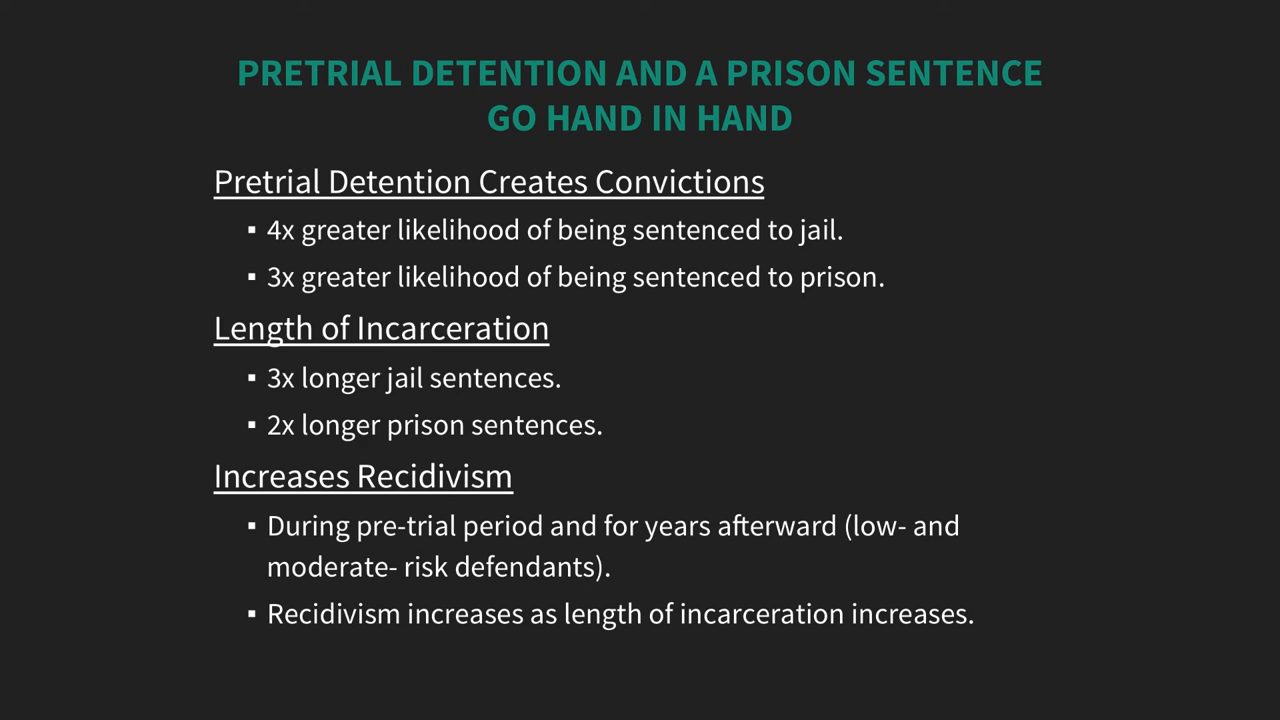 PRETRIAL DETENTION AND A PRISON SENTENCE
GO HAND IN HAND
Pretrial Detention Creates Convictions
▪ 4x greater likelihood of being sentenced to jail.
▪ 3x greater likelihood of being sentenced to prison.
Length of Incarceration
▪ 3x longer jail sentences.
▪ 2x longer prison sentences.
Increases Recidivism
▪ During pre-trial period and for years afterward (low- and
moderate- risk defendants).
▪ Recidivism increases as length of incarceration increases.